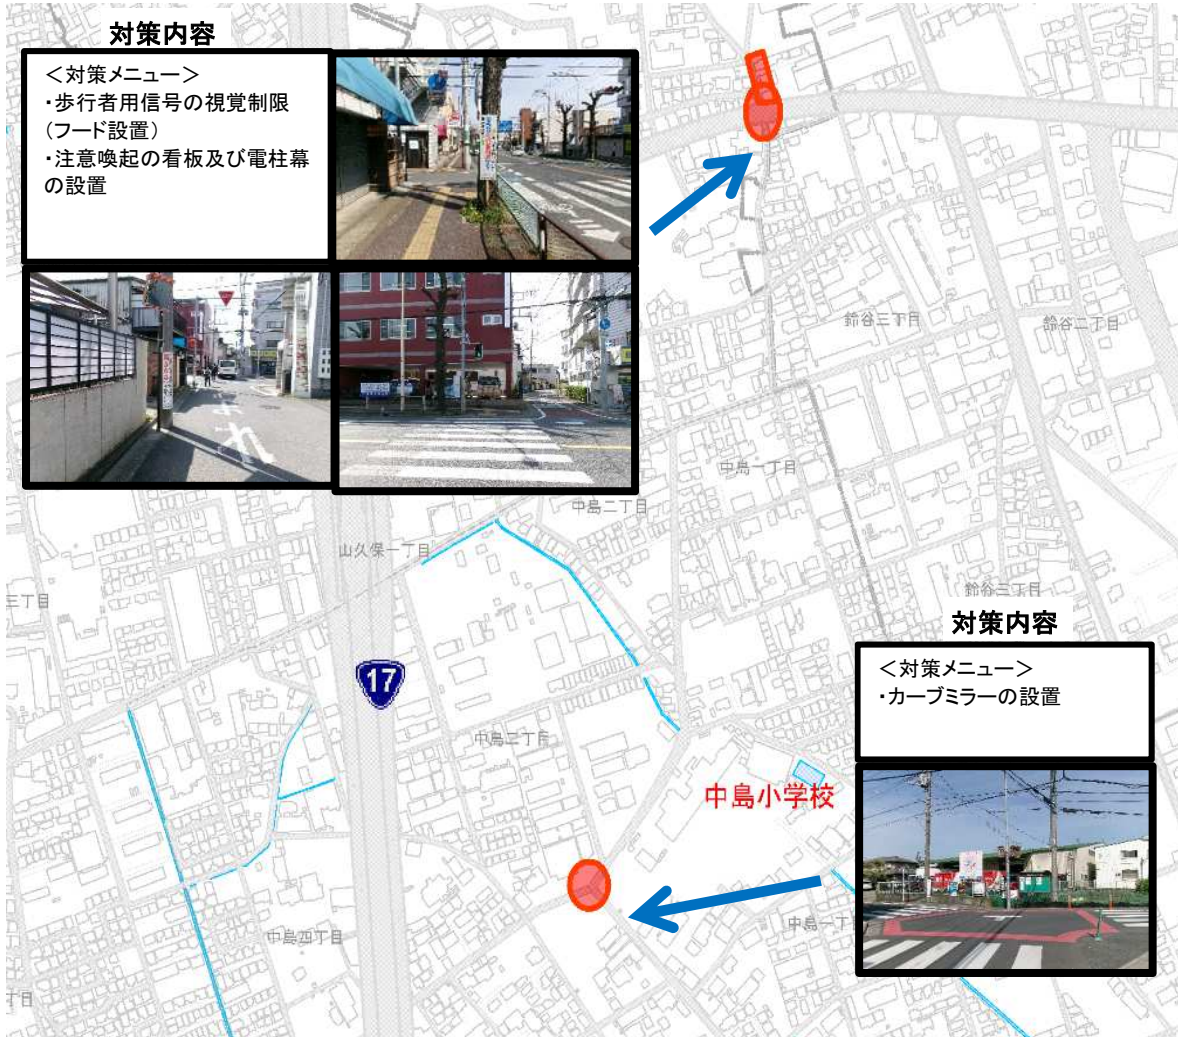 対策内容
＜対策メニュー＞
・歩行者用信号の視覚制限
（フード設置）
・注意喚起の看板及び電柱幕
の設置
鈴谷三丁目
鈴谷二丁目
中島一丁目
中島二丁目
山久保一丁目
三丁目
鈴谷三丁目
対策内容
＜対策メニュー＞
・カーブミラーの設置
17
中島二丁目
中島小学校
中島一丁
中島四丁目
丁目
まれ